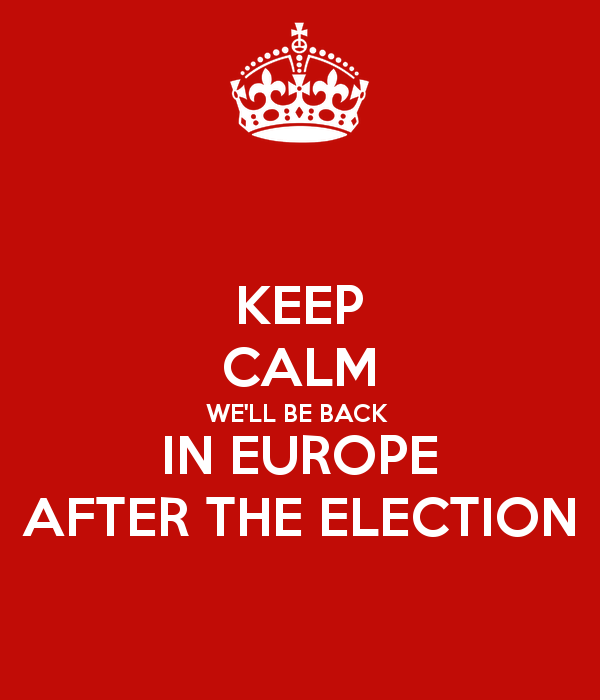 KEEP
CALM
WE'LL BE BACK
IN EUROPE
AFTER THE ELECTION